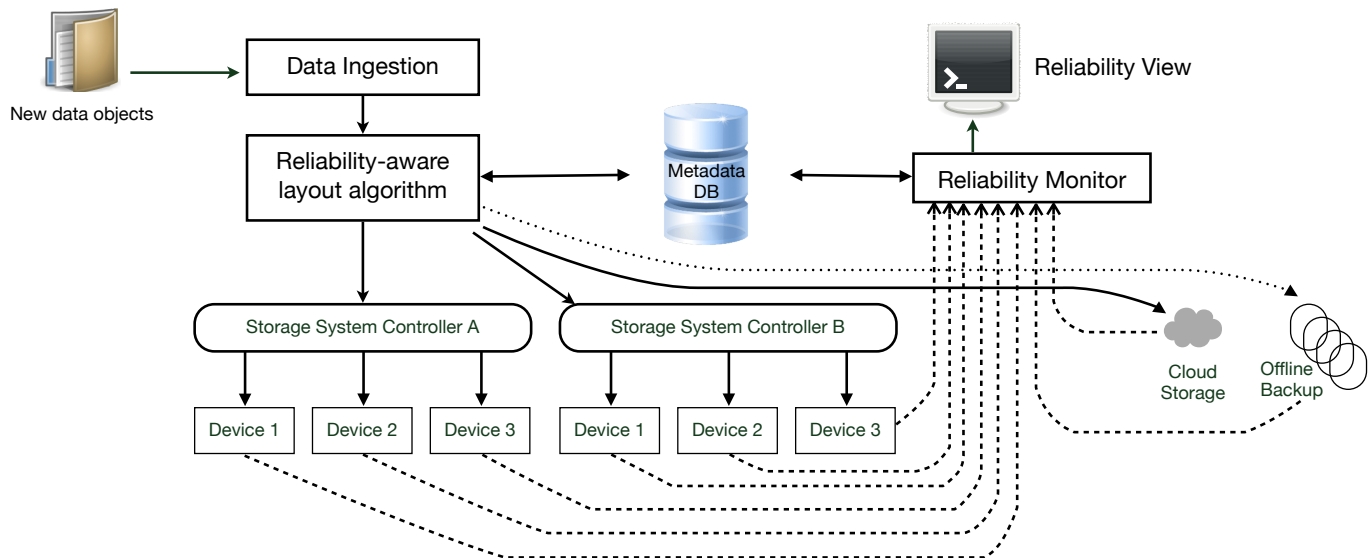 New data objects
Data Ingestion
Reliability-aware
layout algorithm
Metadata
DB
Reliability View
Reliability Monitor
Storage System Controller A
Storage System Controller B
Device 1
Device 2
Device 3
Device 1
Device 2
Device 3
Cloud
Storage
Offline
Backup